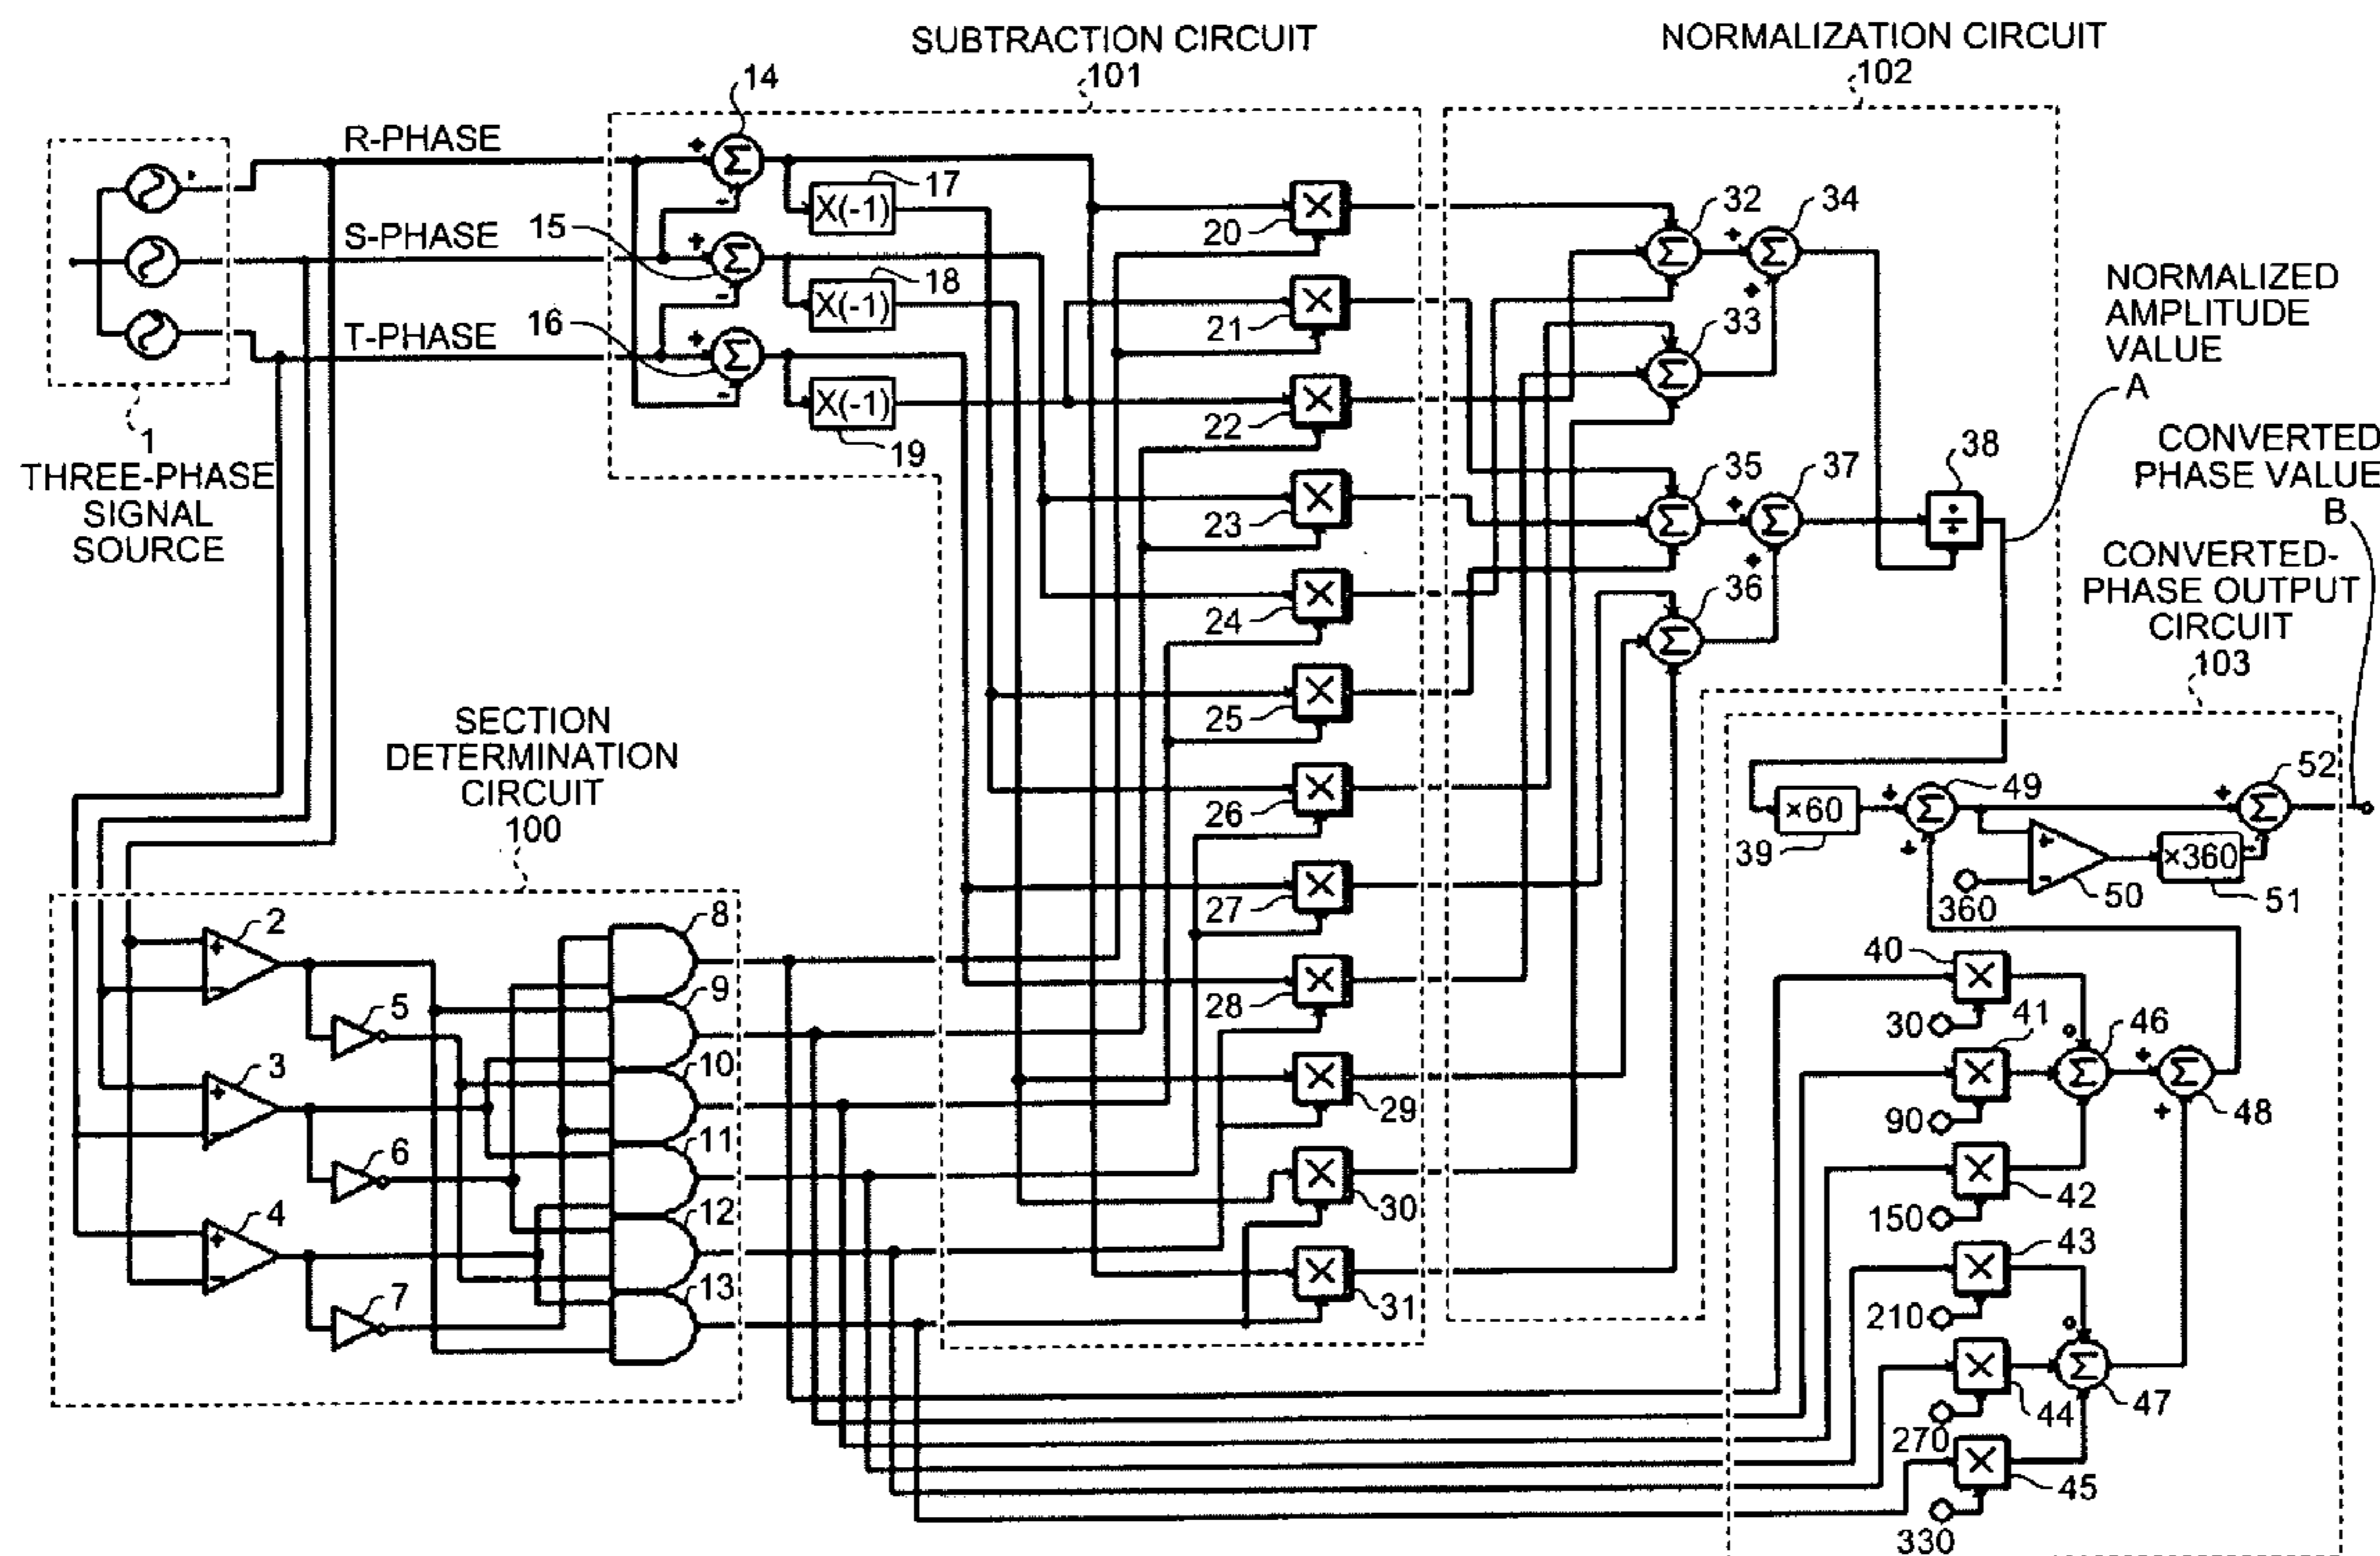 SUBTRACTION CIRCUIT
101
NORMALIZATION CIRCUIT
102
R-PHASE
S-PHASE
T-PHASE
1
THREE-PHASE
SIGNAL
SOURCE
14
+
Σ
-
17
X(-1)
15
+
Σ
-
18
X(-1)
16
+
Σ
-
X(-1)
19
×
20
×
21
×
22
×
23
×
24
×
25
×
26
×
27
×
28
×
29
×
30
×
31
32
Σ
+
34
Σ
+
33
Σ
35
Σ
+
37
Σ
+
36
Σ
38
÷
NORMALIZED
AMPLITUDE
VALUE
A
CONVERTED
PHASE VALUE
B
CONVERTED-
PHASE OUTPUT
CIRCUIT
103
SECTION
DETERMINATION
CIRCUIT
100
2
+
-
5
3
+
-
6
4
+
-
7
8
9
10
11
12
13
×60
39
+
Σ
+
49
+
-
50
360
×360
51
+
Σ
52
40
×
30
41
×
90
×
42
150
43
×
210
×
44
270
×
45
330
46
Σ
+
Σ
+
48
Σ
47